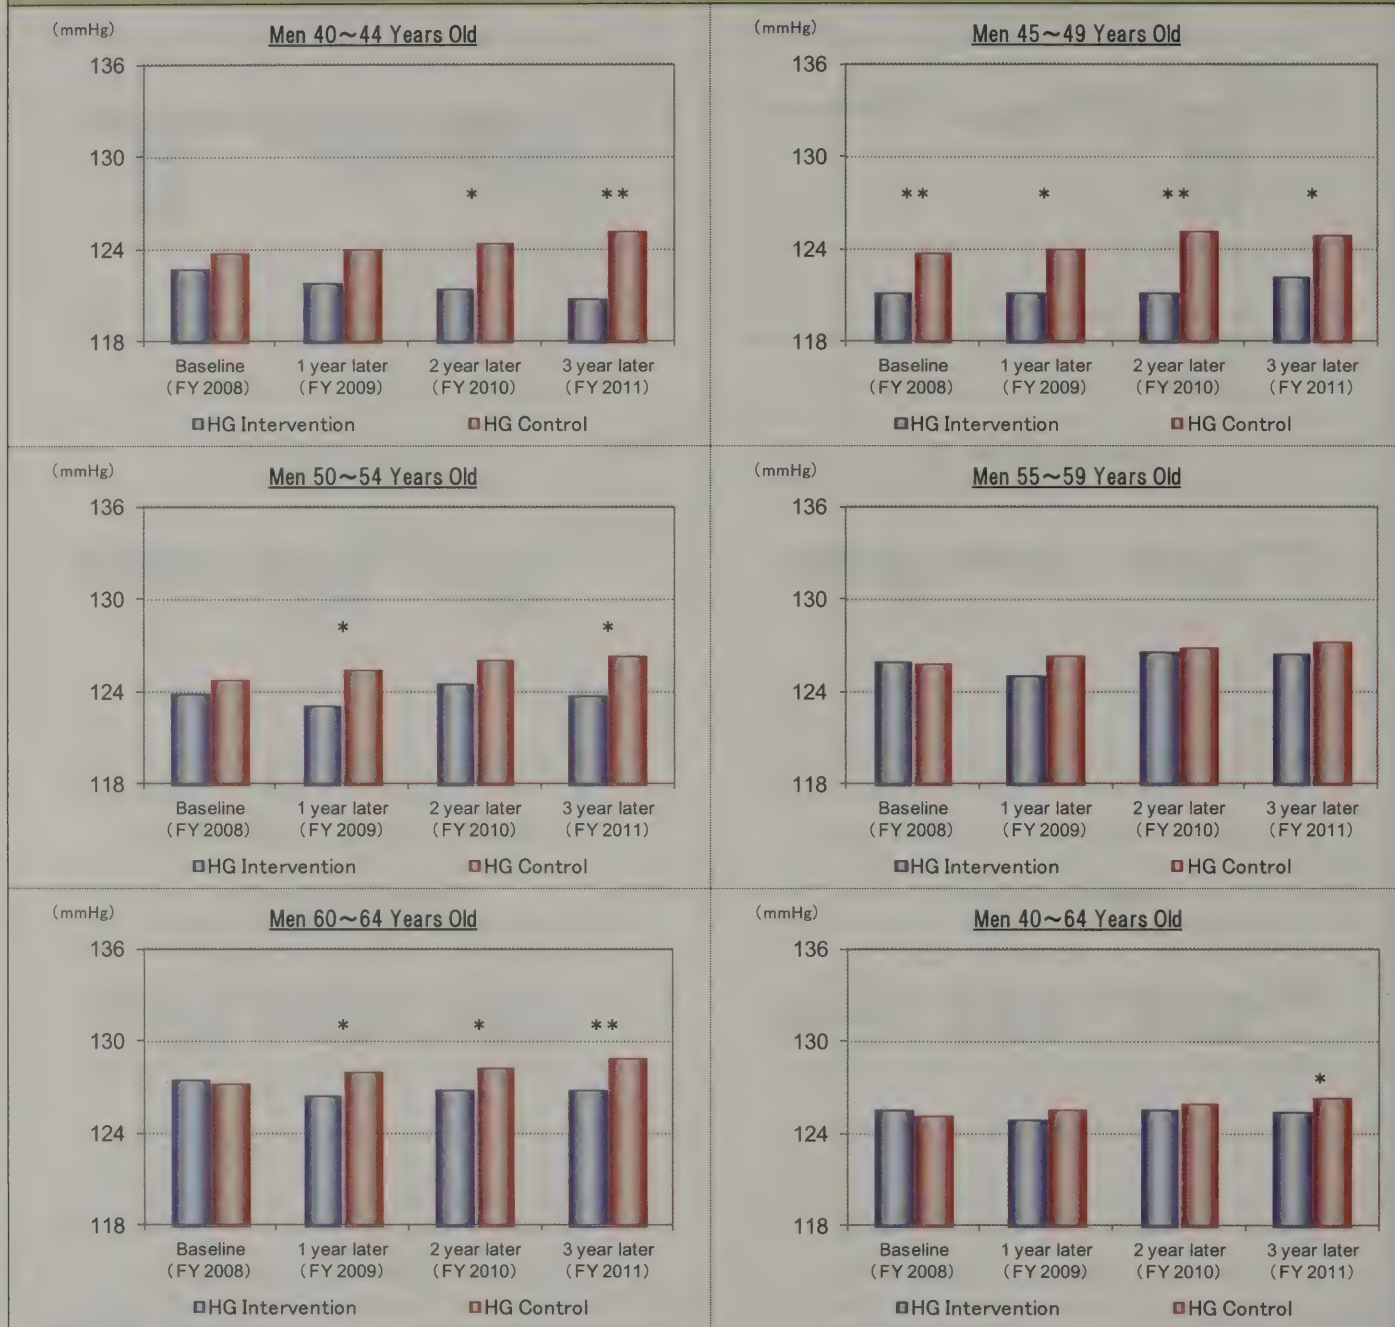 (mmHg)
Men 40～44 Years Old
136
130
* **
124
118
Baseline 1 year later 2 year later 3 year later
(FY 2008) (FY 2009) (FY 2010) (FY 2011)
HG Intervention HG Control
(mmHg)
Men 45～49 Years Old
136
130
** * ** *
124
118
Baseline 1 year later 2 year later 3 year later
(FY 2008) (FY 2009) (FY 2010) (FY 2011)
HG Intervention HG Control
(mmHg)
Men 50～54 Years Old
136
130
* *
124
118
Baseline 1 year later 2 year later 3 year later
(FY 2008) (FY 2009) (FY 2010) (FY 2011)
HG Intervention HG Control
(mmHg)
Men 55～59 Years Old
136
130
124
118
Baseline 1 year later 2 year later 3 year later
(FY 2008) (FY 2009) (FY 2010) (FY 2011)
HG Intervention HG Control
(mmHg)
Men 60～64 Years Old
136
* * **
130
124
118
Baseline 1 year later 2 year later 3 year later
(FY 2008) (FY 2009) (FY 2010) (FY 2011)
HG Intervention HG Control
(mmHg)
Men 40～64 Years Old
136
130
*
124
118
Baseline 1 year later 2 year later 3 year later
(FY 2008) (FY 2009) (FY 2010) (FY 2011)
HG Intervention HG Control